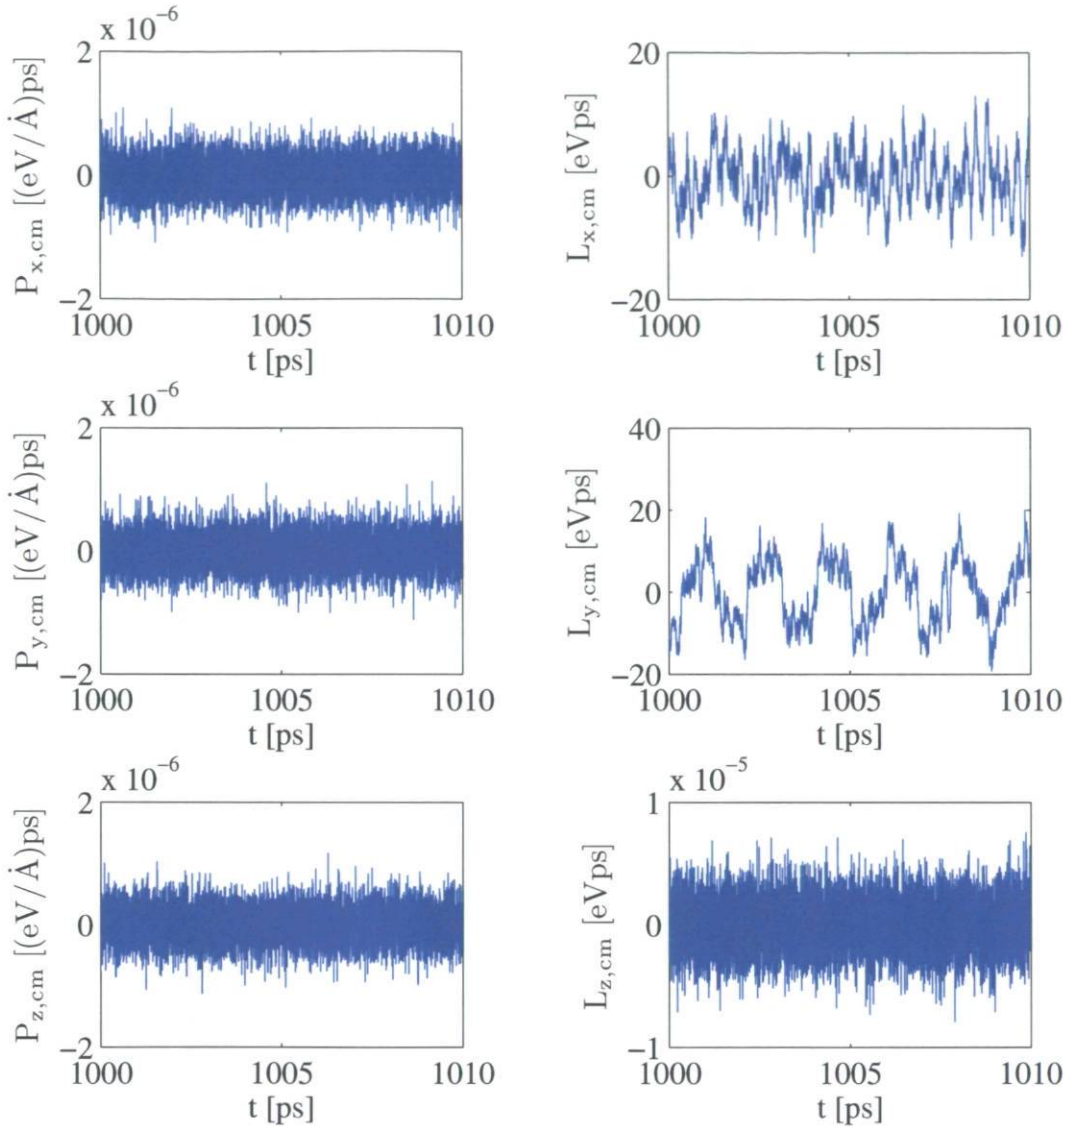 x 10⁻⁶
2
0
−2
P_x,cm [(eV/Å)ps]
1000 1005 1010
t [ps]
20
0
−20
L_x,cm [eVps]
1000 1005 1010
t [ps]
x 10⁻⁶
2
0
−2
P_y,cm [(eV/Å)ps]
1000 1005 1010
t [ps]
40
20
0
−20
L_y,cm [eVps]
1000 1005 1010
t [ps]
x 10⁻⁶
2
0
−2
P_z,cm [(eV/Å)ps]
1000 1005 1010
t [ps]
x 10⁻⁵
1
0
−1
L_z,cm [eVps]
1000 1005 1010
t [ps]